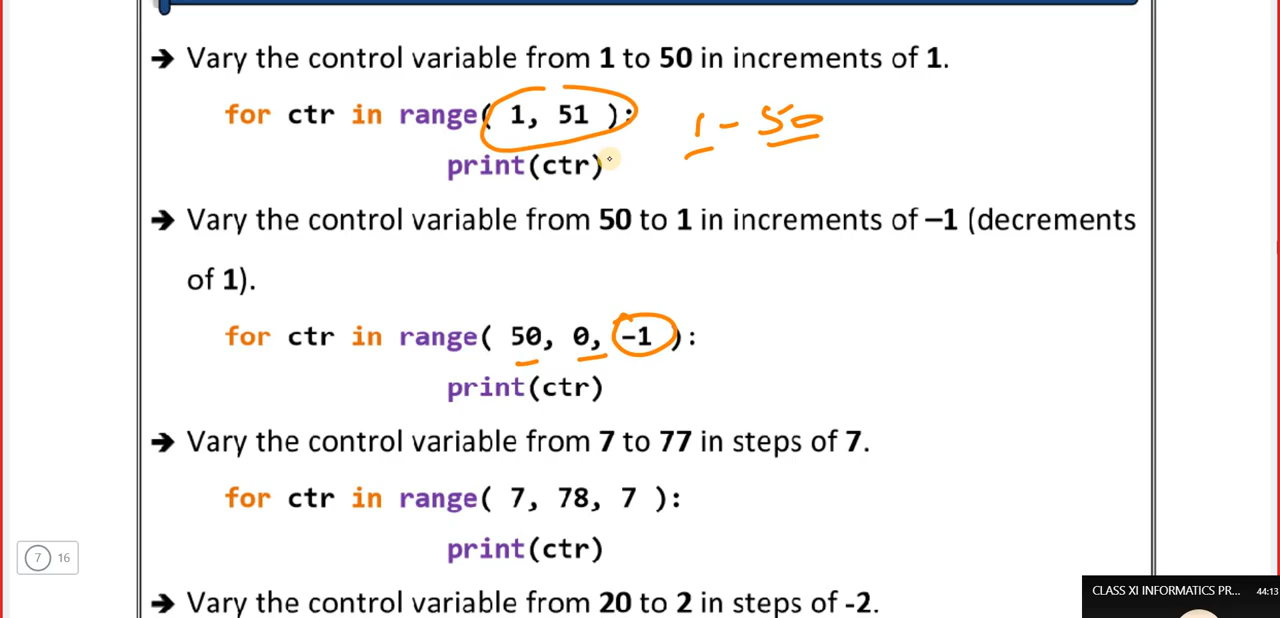 ➔ Vary the control variable from 1 to 50 in increments of 1.
for ctr in range( 1, 51 ):
1 - 50
print(ctr)
➔ Vary the control variable from 50 to 1 in increments of –1 (decrements
of 1).
for ctr in range( 50, 0, –1 ):
print(ctr)
➔ Vary the control variable from 7 to 77 in steps of 7.
for ctr in range( 7, 78, 7 ):
print(ctr)
7 16
➔ Vary the control variable from 20 to 2 in steps of -2.
CLASS XI INFORMATICS PR... 44:13